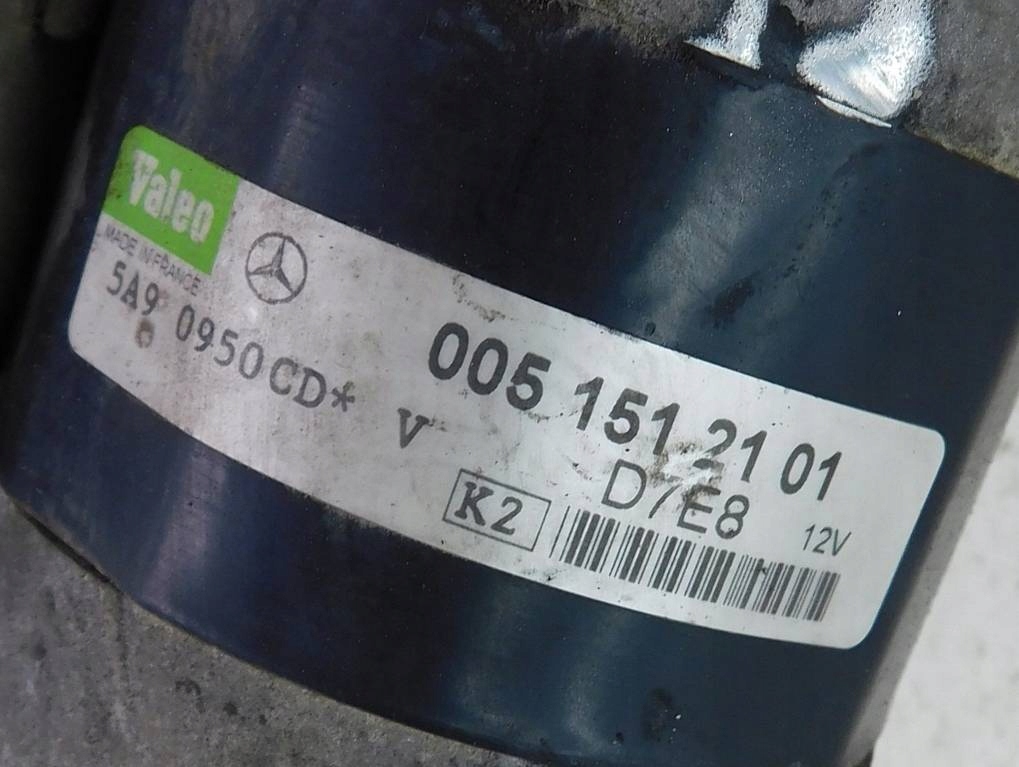 Valeo
MADE IN FRANCE
5A9 0950CD* V
005 151 21 01
D7E8
K2
12V